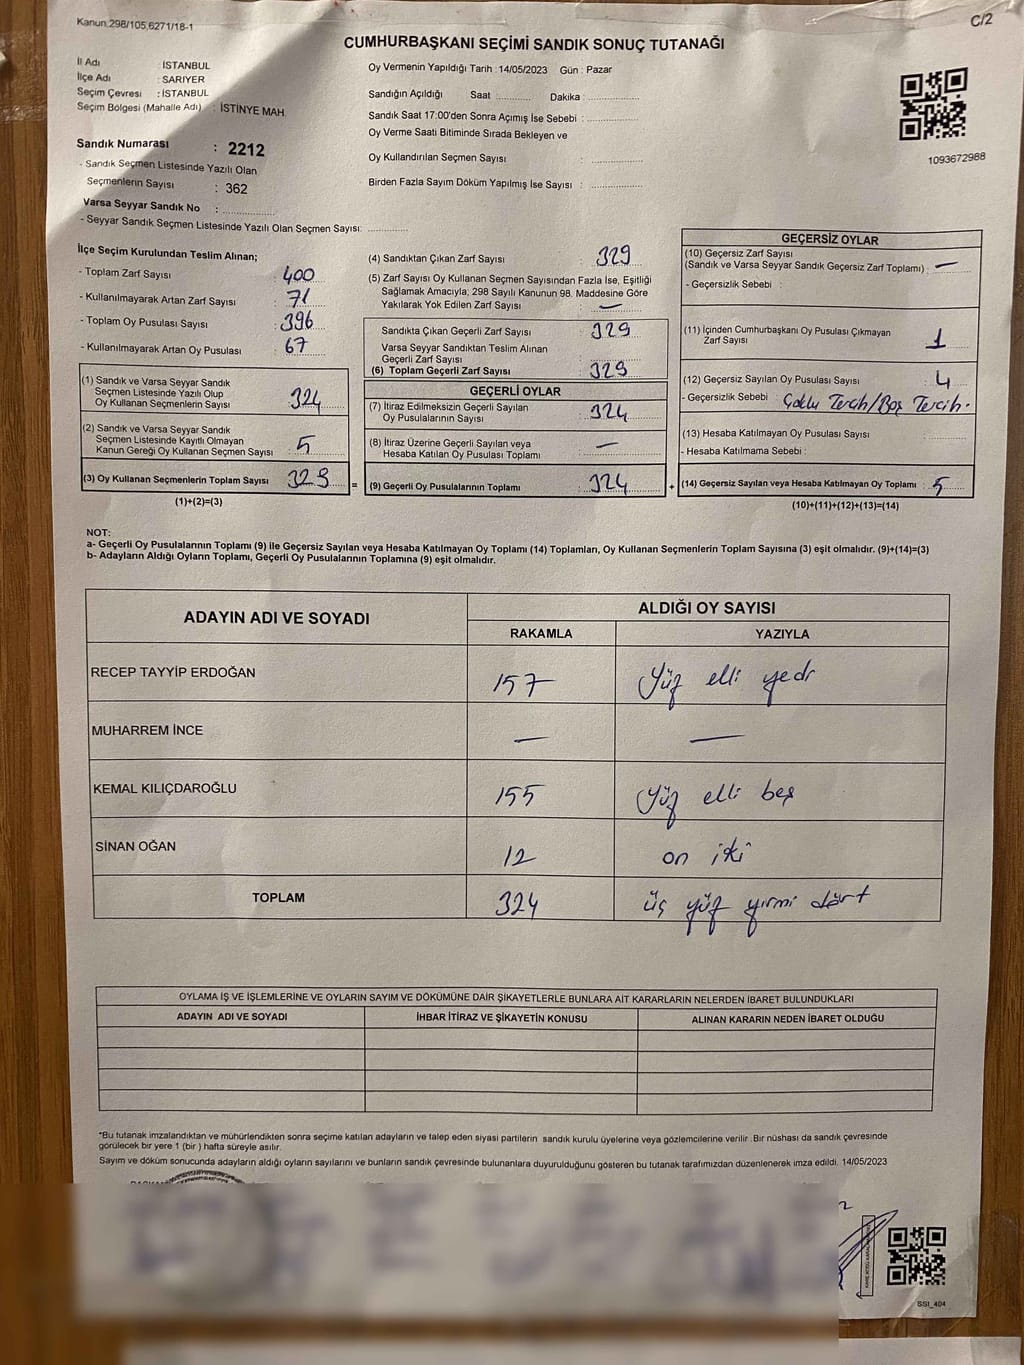 Kanun.298/105,6271/18-1
C/2
CUMHURBAŞKANI SEÇİMİ SANDIK SONUÇ TUTANAĞI
İl Adı : İSTANBUL
İlçe Adı : SARIYER
Seçim Çevresi : İSTANBUL
Seçim Bölgesi (Mahalle Adı) : İSTİNYE MAH.
Sandık Numarası : 2212
- Sandık Seçmen Listesinde Yazılı Olan
Seçmenlerin Sayısı : 362
Varsa Seyyar Sandık No :
- Seyyar Sandık Seçmen Listesinde Yazılı Olan Seçmen Sayısı:
Oy Vermenin Yapıldığı Tarih : 14/05/2023 Gün : Pazar
Sandığın Açıldığı Saat Dakika
Sandık Saat 17:00'den Sonra Açımış İse Sebebi :
Oy Verme Saati Bitiminde Sırada Bekleyen ve
Oy Kullandırılan Seçmen Sayısı :
Birden Fazla Sayım Döküm Yapılmış İse Sayısı :
1093672988
İlçe Seçim Kurulundan Teslim Alınan;
- Toplam Zarf Sayısı : 400
- Kullanılmayarak Artan Zarf Sayısı : 71
- Toplam Oy Pusulası Sayısı : 396
- Kullanılmayarak Artan Oy Pusulası : 67
(1) Sandık ve Varsa Seyyar Sandık
Seçmen Listesinde Yazılı Olup
Oy Kullanan Seçmenlerin Sayısı : 324
(2) Sandık ve Varsa Seyyar Sandık
Seçmen Listesinde Kayıtlı Olmayan
Kanun Gereği Oy Kullanan Seçmen Sayısı : 5
(3) Oy Kullanan Seçmenlerin Toplam Sayısı : 329 =
(1)+(2)=(3)
(4) Sandıktan Çıkan Zarf Sayısı : 329
(5) Zarf Sayısı Oy Kullanan Seçmen Sayısından Fazla İse, Eşitliği
Sağlamak Amacıyla, 298 Sayılı Kanunun 98. Maddesine Göre
Yakılarak Yok Edilen Zarf Sayısı : —
Sandıkta Çıkan Geçerli Zarf Sayısı : 329
Varsa Seyyar Sandıktan Teslim Alınan
Geçerli Zarf Sayısı :
(6) Toplam Geçerli Zarf Sayısı : 329
GEÇERLİ OYLAR
(7) İtiraz Edilmeksizin Geçerli Sayılan
Oy Pusulalarının Sayısı : 324
(8) İtiraz Üzerine Geçerli Sayılan veya
Hesaba Katılan Oy Pusulası Toplamı : —
(9) Geçerli Oy Pusulalarının Toplamı : 324 +
GEÇERSİZ OYLAR
(10) Geçersiz Zarf Sayısı
(Sandık ve Varsa Seyyar Sandık Geçersiz Zarf Toplamı) : —
- Geçersizlik Sebebi :
(11) İçinden Cumhurbaşkanı Oy Pusulası Çıkmayan
Zarf Sayısı : 1
(12) Geçersiz Sayılan Oy Pusulası Sayısı : 4
- Geçersizlik Sebebi : Çoklu Tercih/Boş Tercih.
(13) Hesaba Katılmayan Oy Pusulası Sayısı :
- Hesaba Katılmama Sebebi :
(14) Geçersiz Sayılan veya Hesaba Katılmayan Oy Toplamı : 5
(10)+(11)+(12)+(13)=(14)
NOT:
a- Geçerli Oy Pusulalarının Toplamı (9) ile Geçersiz Sayılan veya Hesaba Katılmayan Oy Toplamı (14) Toplamları, Oy Kullanan Seçmenlerin Toplam Sayısına (3) eşit olmalıdır. (9)+(14)=(3)
b- Adayların Aldığı Oyların Toplamı, Geçerli Oy Pusulalarının Toplamına (9) eşit olmalıdır.
ADAYIN ADI VE SOYADI ALDIĞI OY SAYISI
RAKAMLA YAZIYLA
RECEP TAYYİP ERDOĞAN 157 Yüz elli yedi
MUHARREM İNCE — —
KEMAL KILIÇDAROĞLU 155 Yüz elli beş
SİNAN OĞAN 12 on iki
TOPLAM 324 üç yüz yirmi dört
OYLAMA İŞ VE İŞLEMLERİNE VE OYLARIN SAYIM VE DÖKÜMÜNE DAİR ŞİKAYETLERLE BUNLARA AİT KARARLARIN NELERDEN İBARET BULUNDUKLARI
ADAYIN ADI VE SOYADI İHBAR İTİRAZ VE ŞİKAYETİN KONUSU ALINAN KARARIN NEDEN İBARET OLDUĞU
*Bu tutanak imzalandıktan ve mühürlendikten sonra seçime katılan adayların ve talep eden siyasi partilerin sandık kurulu üyelerine veya gözlemcilerine verilir. Bir nüshası da sandık çevresinde
görülecek bir yere 1 (bir) hafta süreyle asılır.
Sayım ve döküm sonucunda adayların aldığı oyların sayılarını ve bunların sandık çevresinde bulunanlara duyurulduğunu gösteren bu tutanak tarafımızdan düzenlenerek imza edildi. 14/05/2023
SSI_404